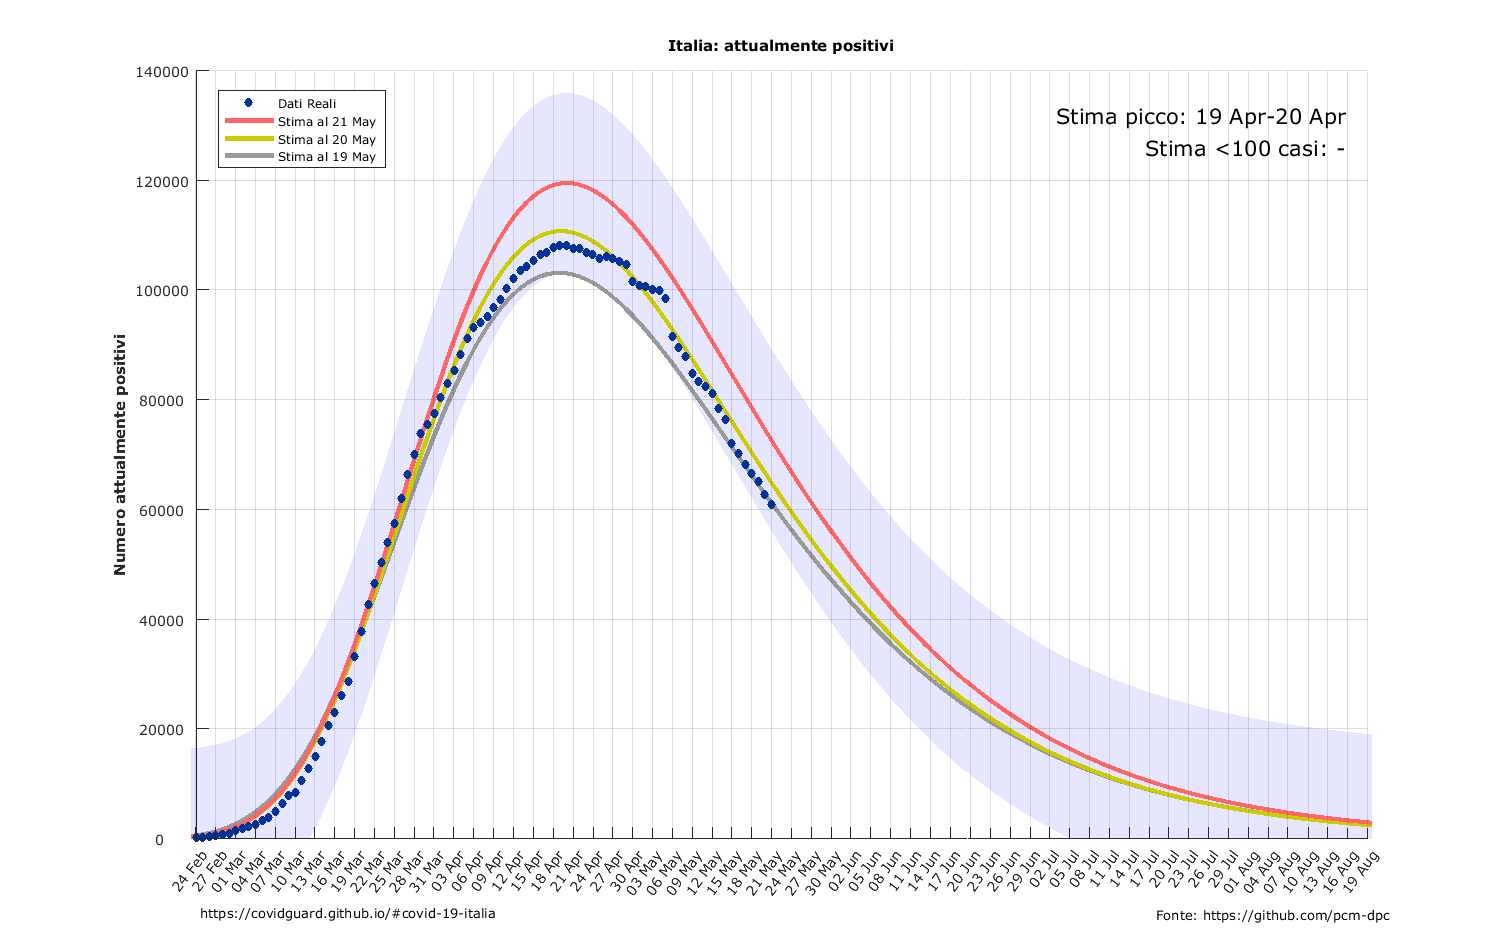 Italia: attualmente positivi
140000
120000
100000
80000
60000
40000
20000
0
Numero attualmente positivi
Dati Reali
Stima al 21 May
Stima al 20 May
Stima al 19 May
Stima picco: 19 Apr-20 Apr
Stima <100 casi: -
24 Feb
27 Feb
01 Mar
04 Mar
07 Mar
10 Mar
13 Mar
16 Mar
19 Mar
22 Mar
25 Mar
28 Mar
31 Mar
03 Apr
06 Apr
09 Apr
12 Apr
15 Apr
18 Apr
21 Apr
24 Apr
27 Apr
30 Apr
03 May
06 May
09 May
12 May
15 May
18 May
21 May
24 May
27 May
30 May
02 Jun
05 Jun
08 Jun
11 Jun
14 Jun
17 Jun
20 Jun
23 Jun
26 Jun
29 Jun
02 Jul
05 Jul
08 Jul
11 Jul
14 Jul
17 Jul
20 Jul
23 Jul
26 Jul
29 Jul
01 Aug
04 Aug
07 Aug
10 Aug
13 Aug
16 Aug
19 Aug
https://covidguard.github.io/#covid-19-italia
Fonte: https://github.com/pcm-dpc